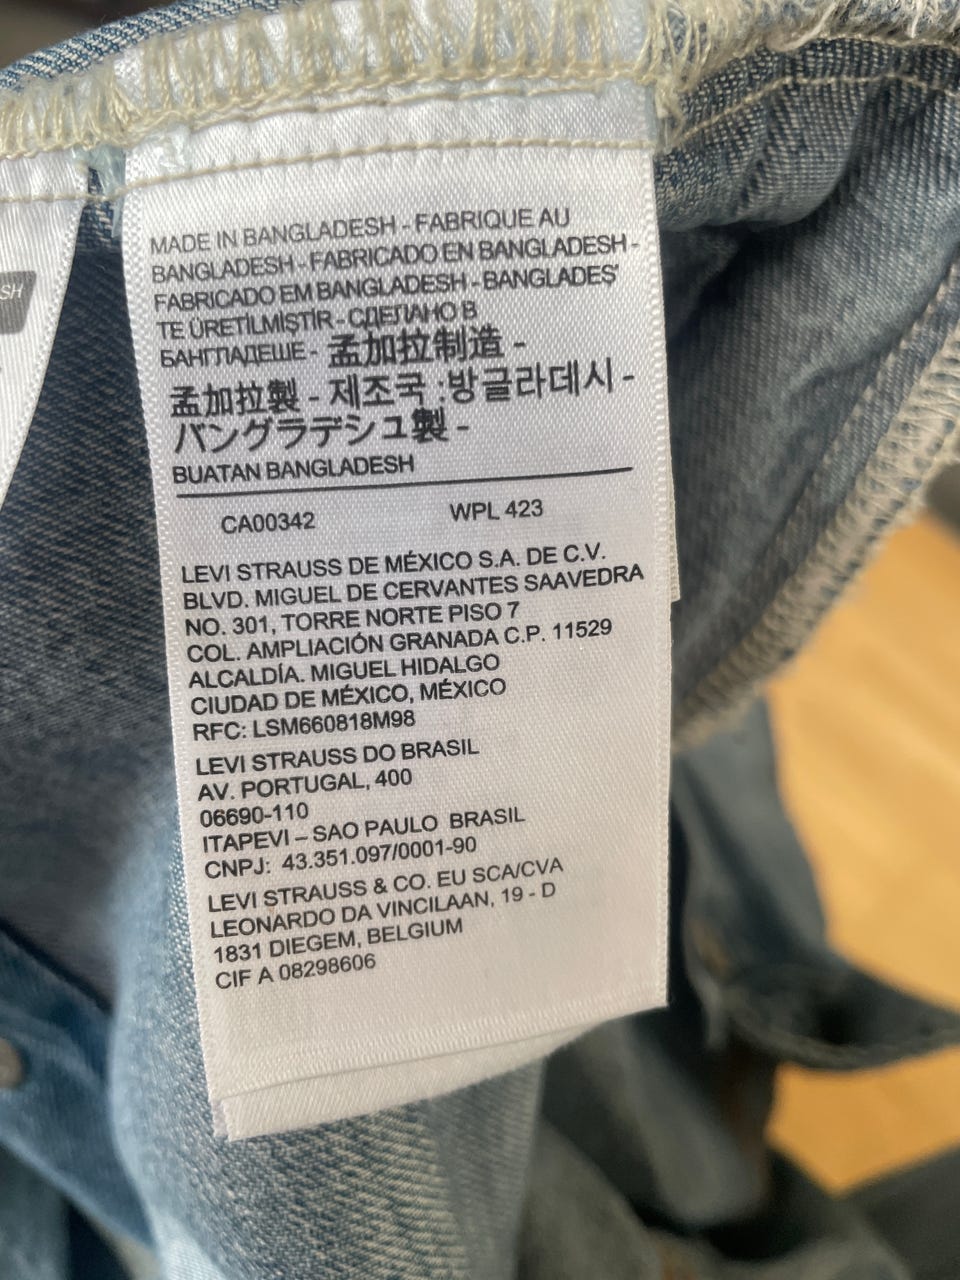 MADE IN BANGLADESH - FABRIQUE AU
BANGLADESH - FABRICADO EN BANGLADESH -
FABRICADO EM BANGLADESH - BANGLADEŞ'
TE ÜRETİLMİŞTİR - СДЕЛАНО В
БАНГЛАДЕШЕ - 孟加拉制造 -
孟加拉製 - 제조국 :방글라데시 -
バングラデシュ製 -
BUATAN BANGLADESH
CA00342 WPL 423
LEVI STRAUSS DE MÉXICO S.A. DE C.V.
BLVD. MIGUEL DE CERVANTES SAAVEDRA
NO. 301, TORRE NORTE PISO 7
COL. AMPLIACIÓN GRANADA C.P. 11529
ALCALDÍA. MIGUEL HIDALGO
CIUDAD DE MÉXICO, MÉXICO
RFC: LSM660818M98
LEVI STRAUSS DO BRASIL
AV. PORTUGAL, 400
06690-110
ITAPEVI – SAO PAULO BRASIL
CNPJ: 43.351.097/0001-90
LEVI STRAUSS & CO. EU SCA/CVA
LEONARDO DA VINCILAAN, 19 - D
1831 DIEGEM, BELGIUM
CIF A 08298606